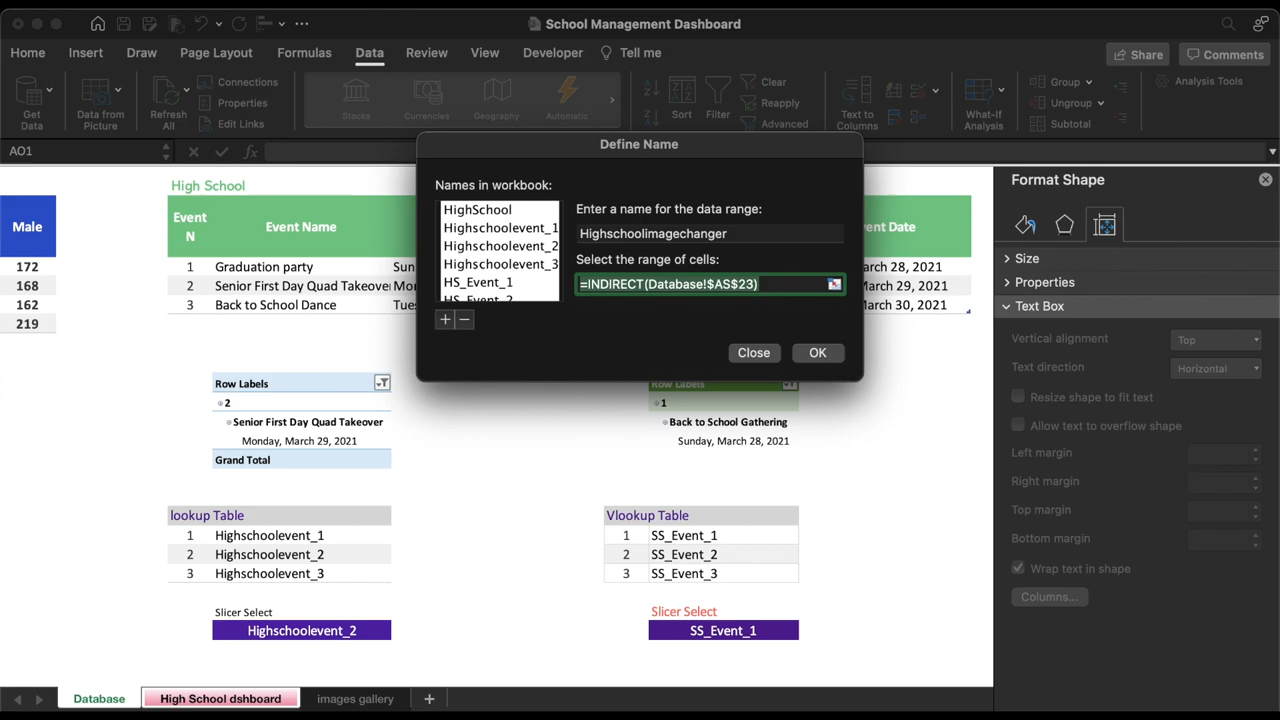 School Management Dashboard
Home Insert Draw Page Layout Formulas Data Review View Developer Tell me
Share Comments
Get Data
Data from Picture
Refresh All
Connections
Properties
Edit Links
Stocks Currencies Geography Automatic
Sort
Filter
Clear
Reapply
Advanced
Text to Columns
What-If Analysis
Group
Ungroup
Subtotal
Analysis Tools
AO1
fx
Define Name
Names in workbook:
HighSchool
Highschoolevent_1
Highschoolevent_2
Highschoolevent_3
HS_Event_1
HS_Event_2
Enter a name for the data range:
Highschoolimagechanger
Select the range of cells:
=INDIRECT(Database!$AS$23)
Close OK
High School
Male
Event N Event Name ent Date
172 1 Graduation party Sun arch 28, 2021
168 2 Senior First Day Quad Takeover Mo arch 29, 2021
162 3 Back to School Dance Tue arch 30, 2021
219
Row Labels
2
Senior First Day Quad Takeover
Monday, March 29, 2021
Grand Total
Row Labels
1
Back to School Gathering
Sunday, March 28, 2021
lookup Table
1 Highschoolevent_1
2 Highschoolevent_2
3 Highschoolevent_3
Slicer Select
Highschoolevent_2
Vlookup Table
1 SS_Event_1
2 SS_Event_2
3 SS_Event_3
Slicer Select
SS_Event_1
Format Shape
Size
Properties
Text Box
Vertical alignment Top
Text direction Horizontal
Resize shape to fit text
Allow text to overflow shape
Left margin
Right margin
Top margin
Bottom margin
Wrap text in shape
Columns...
Database High School dshboard images gallery